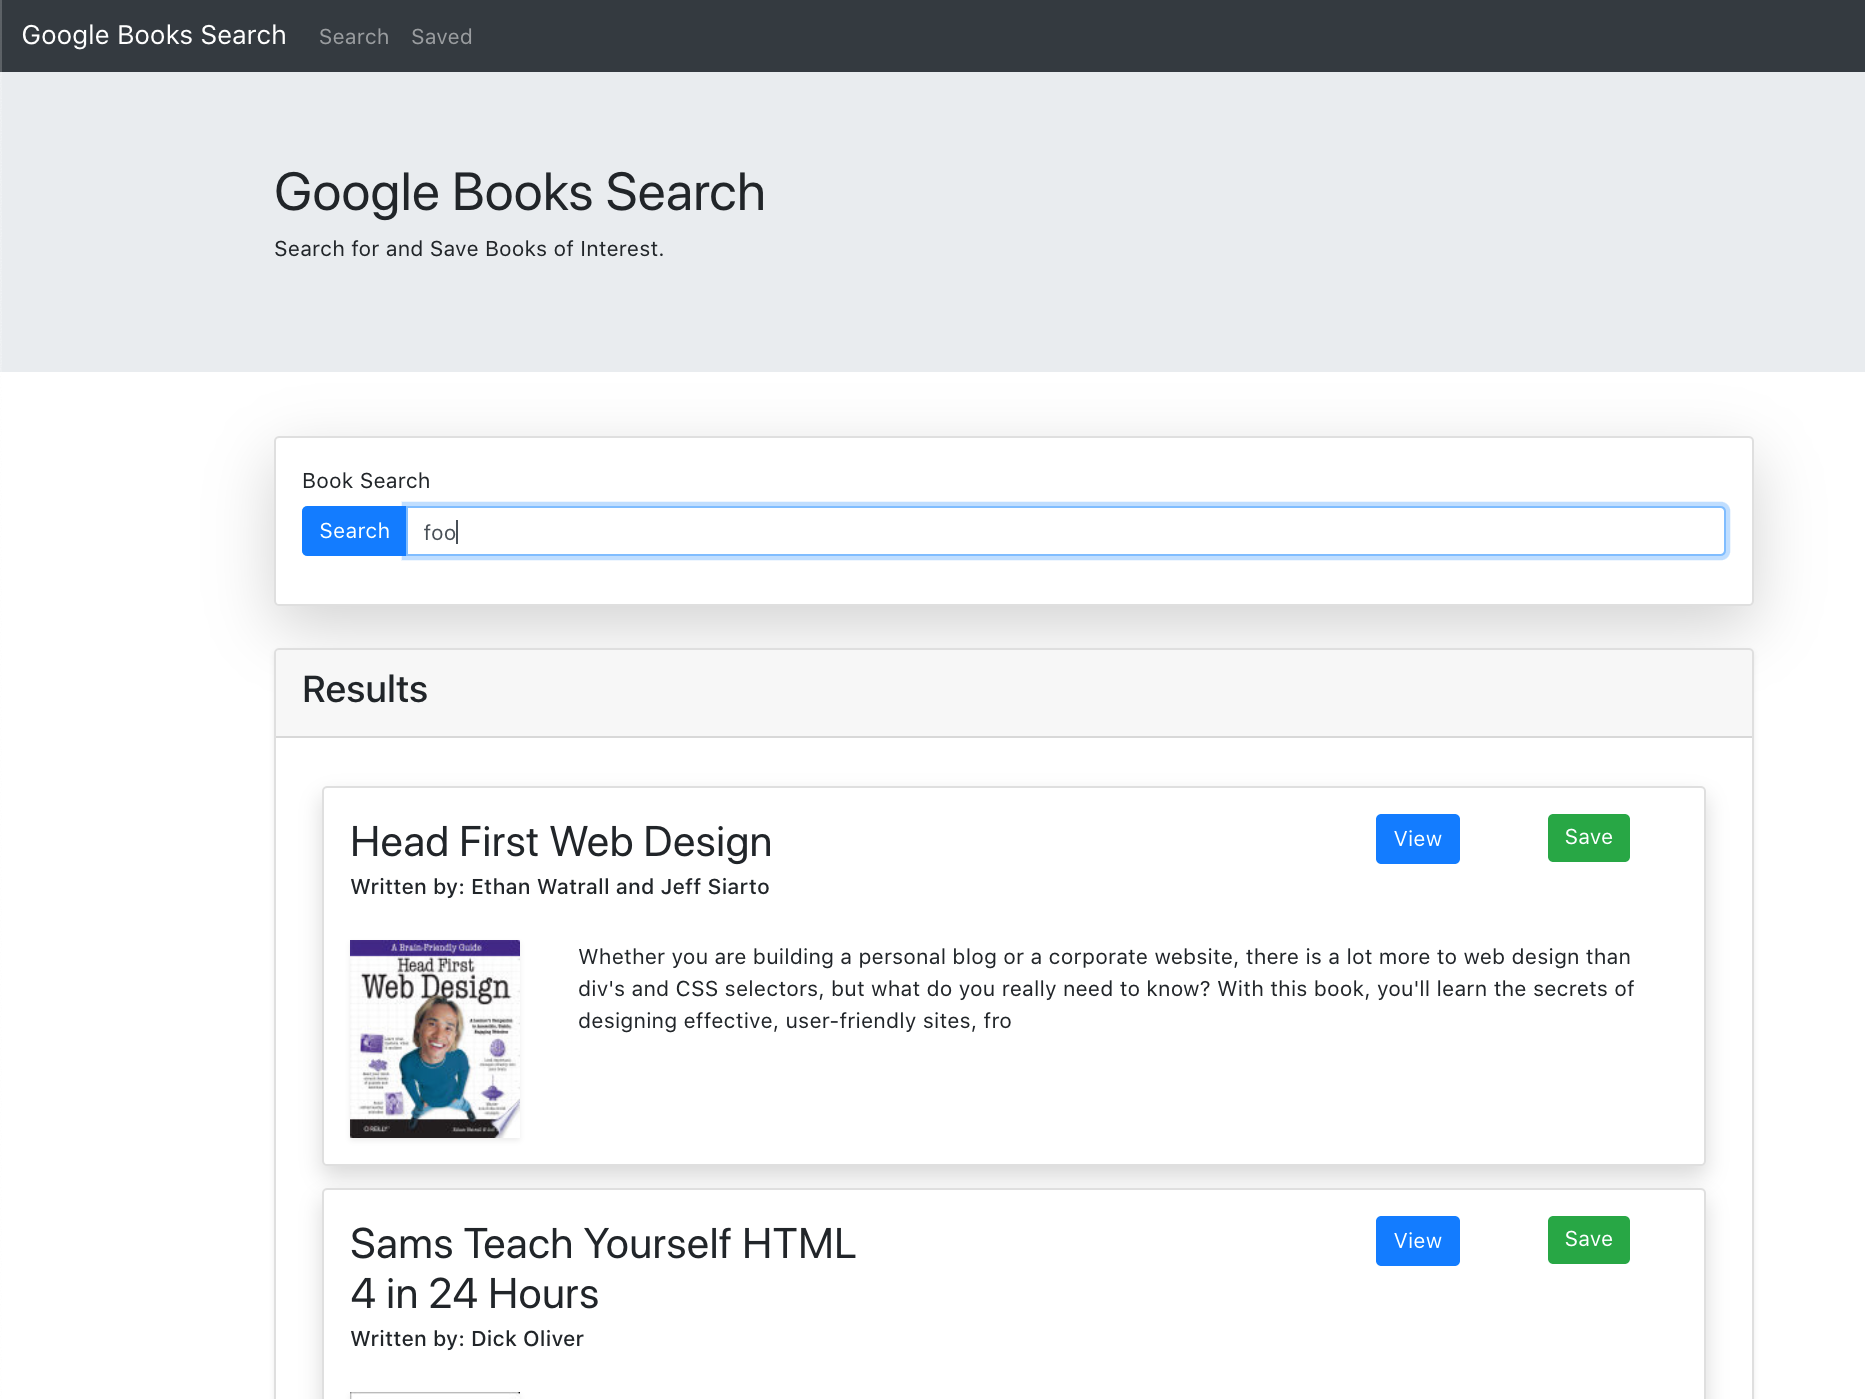 Google Books Search Search Saved
Google Books Search
Search for and Save Books of Interest.
Book Search
Search foo
Results
Head First Web Design View Save
Written by: Ethan Watrall and Jeff Siarto
A Brain-Friendly Guide
Head First
Web Design
O'REILLY
Whether you are building a personal blog or a corporate website, there is a lot more to web design than
div's and CSS selectors, but what do you really need to know? With this book, you'll learn the secrets of
designing effective, user-friendly sites, fro
Sams Teach Yourself HTML View Save
4 in 24 Hours
Written by: Dick Oliver